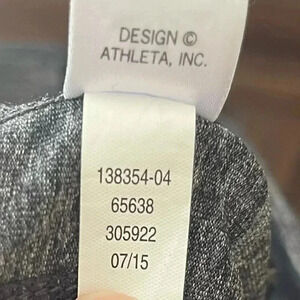 DESIGN ©
ATHLETA, INC.
138354-04
65638
305922
07/15